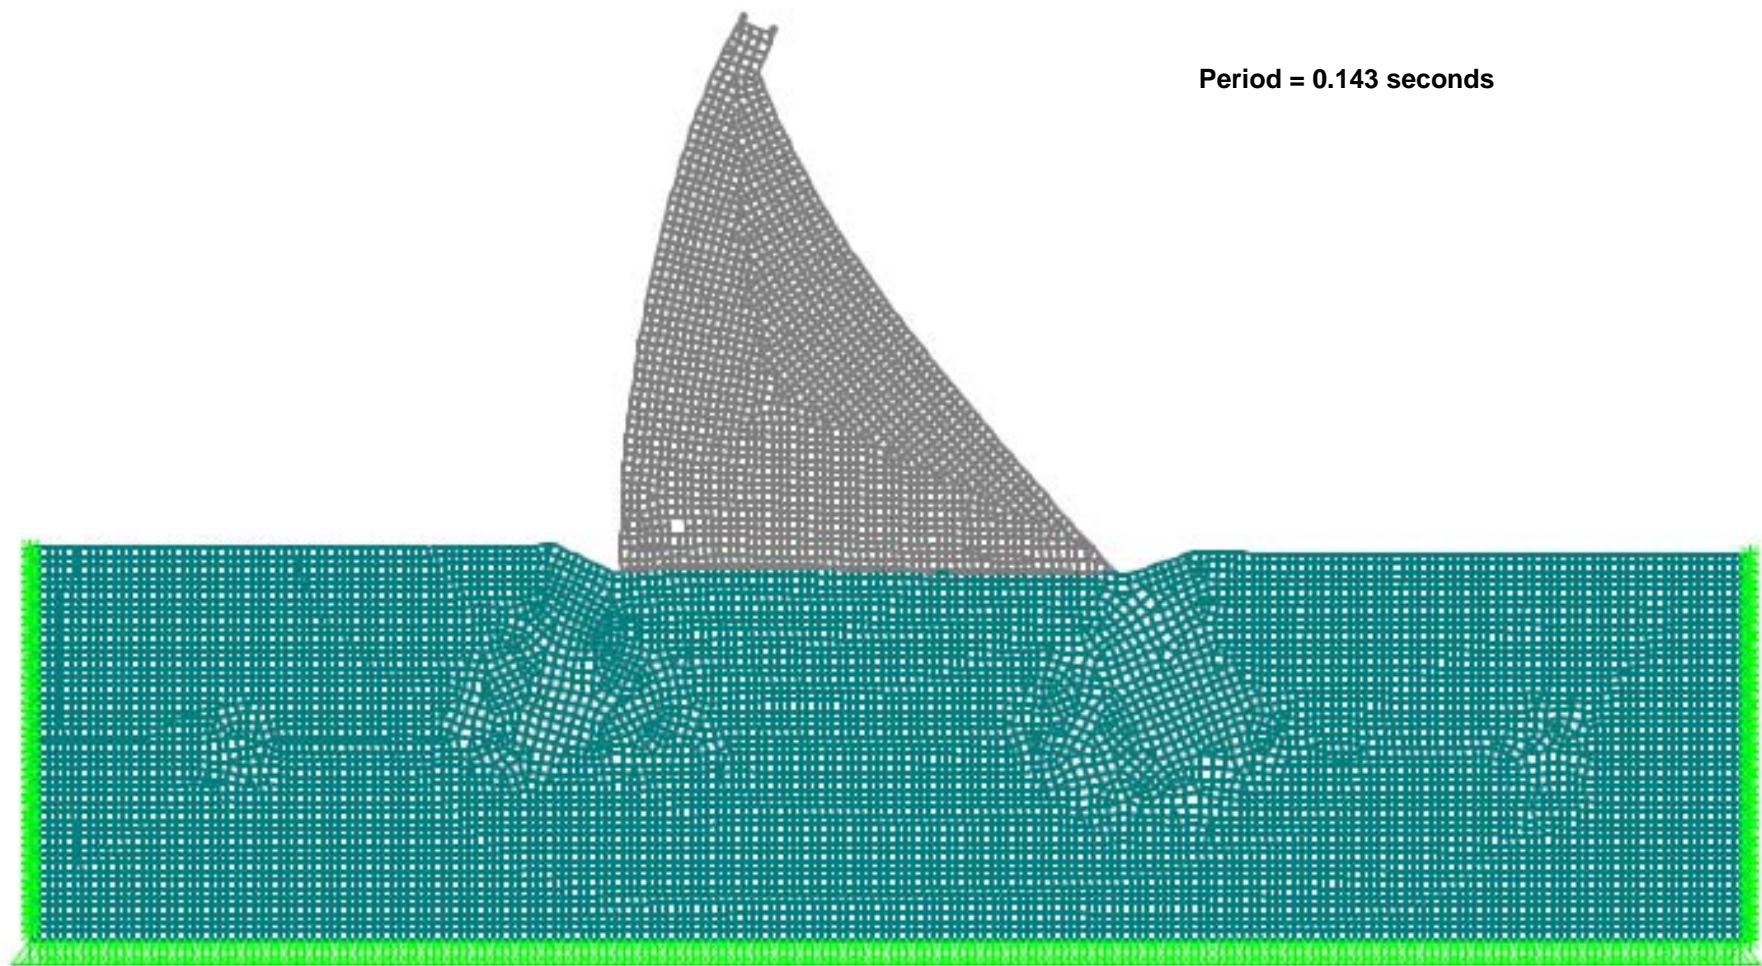 Period = 0.143 seconds